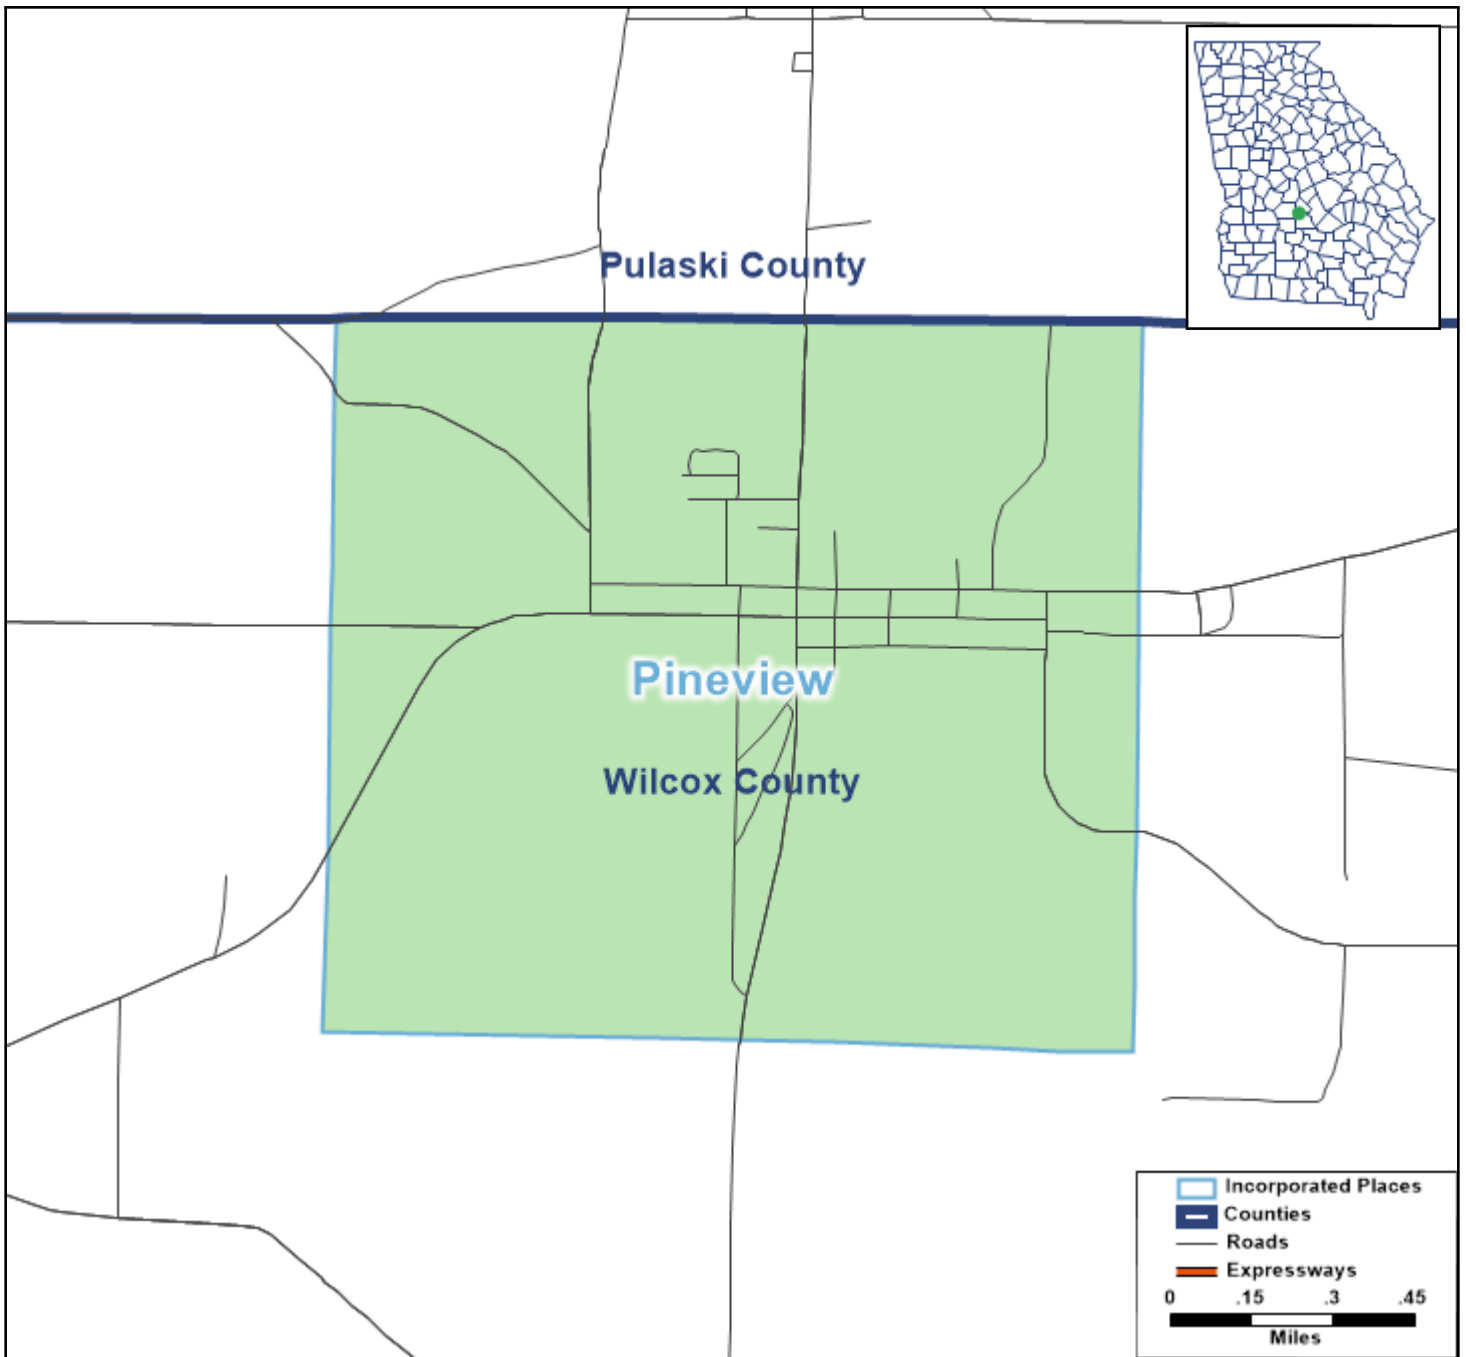 Pulaski County
Pineview
Wilcox County
Incorporated Places
Counties
Roads
Expressways
0 .15 .3 .45
Miles